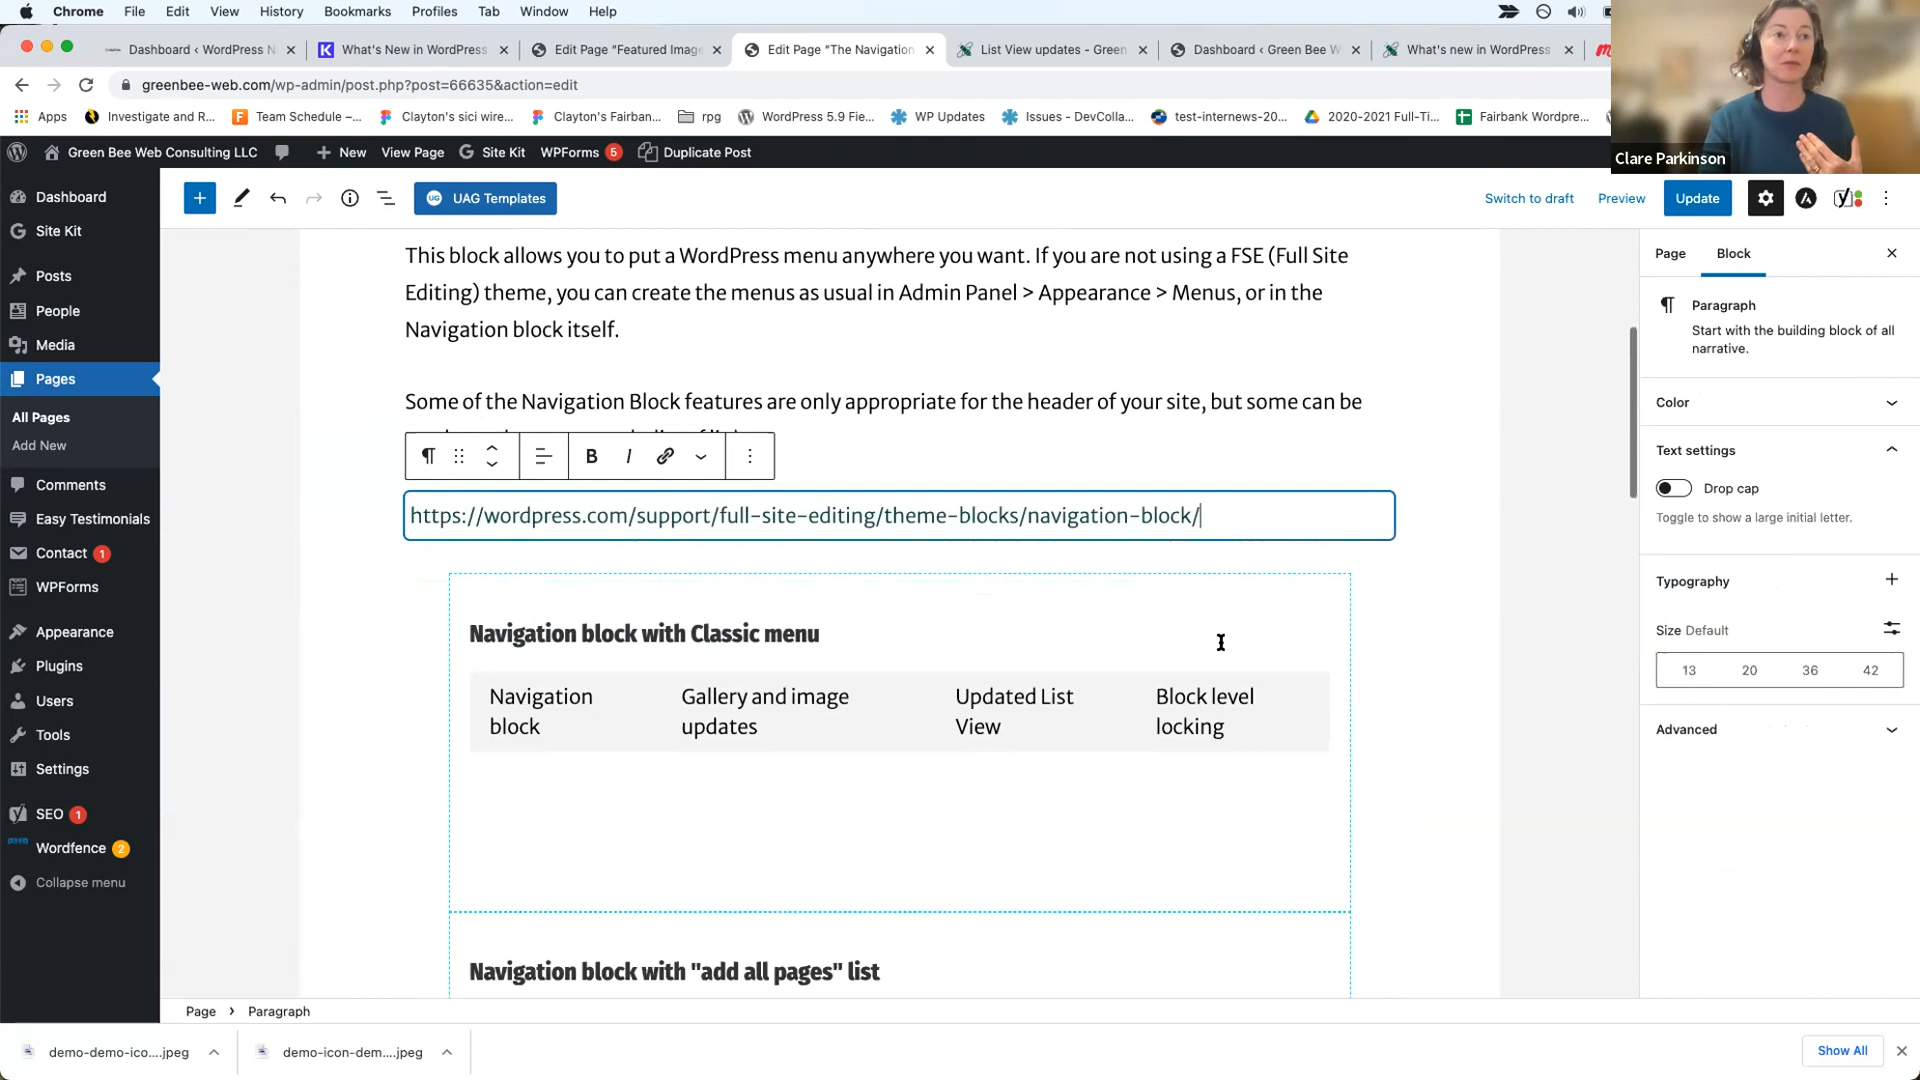 Chrome File Edit View History Bookmarks Profiles Tab Window Help
Dashboard ‹ WordPress N
What's New in WordPress
Edit Page "Featured Imag
Edit Page "The Navigation
List View updates - Green
Dashboard ‹ Green Bee W
What's new in WordPress
greenbee-web.com/wp-admin/post.php?post=66635&action=edit
Apps Investigate and R... Team Schedule –... Clayton's sici wire... Clayton's Fairban... rpg WordPress 5.9 Fie... WP Updates Issues - DevColla... test-internews-20... 2020-2021 Full-Ti... Fairbank Wordpre...
Clare Parkinson
Green Bee Web Consulting LLC New View Page Site Kit WPForms 5 Duplicate Post
Dashboard
Site Kit
Posts
People
Media
Pages
All Pages
Add New
Comments
Easy Testimonials
Contact 1
WPForms
Appearance
Plugins
Users
Tools
Settings
SEO 1
Wordfence 2
Collapse menu
UG UAG Templates
Switch to draft Preview Update
This block allows you to put a WordPress menu anywhere you want. If you are not using a FSE (Full Site
Editing) theme, you can create the menus as usual in Admin Panel > Appearance > Menus, or in the
Navigation block itself.
Some of the Navigation Block features are only appropriate for the header of your site, but some can be
B I
https://wordpress.com/support/full-site-editing/theme-blocks/navigation-block/
Navigation block with Classic menu
Navigation block
Gallery and image updates
Updated List View
Block level locking
Navigation block with "add all pages" list
Page Block
Paragraph
Start with the building block of all
narrative.
Color
Text settings
Drop cap
Toggle to show a large initial letter.
Typography
Size Default
13 20 36 42
Advanced
Page > Paragraph
demo-demo-ico....jpeg
demo-icon-dem....jpeg
Show All